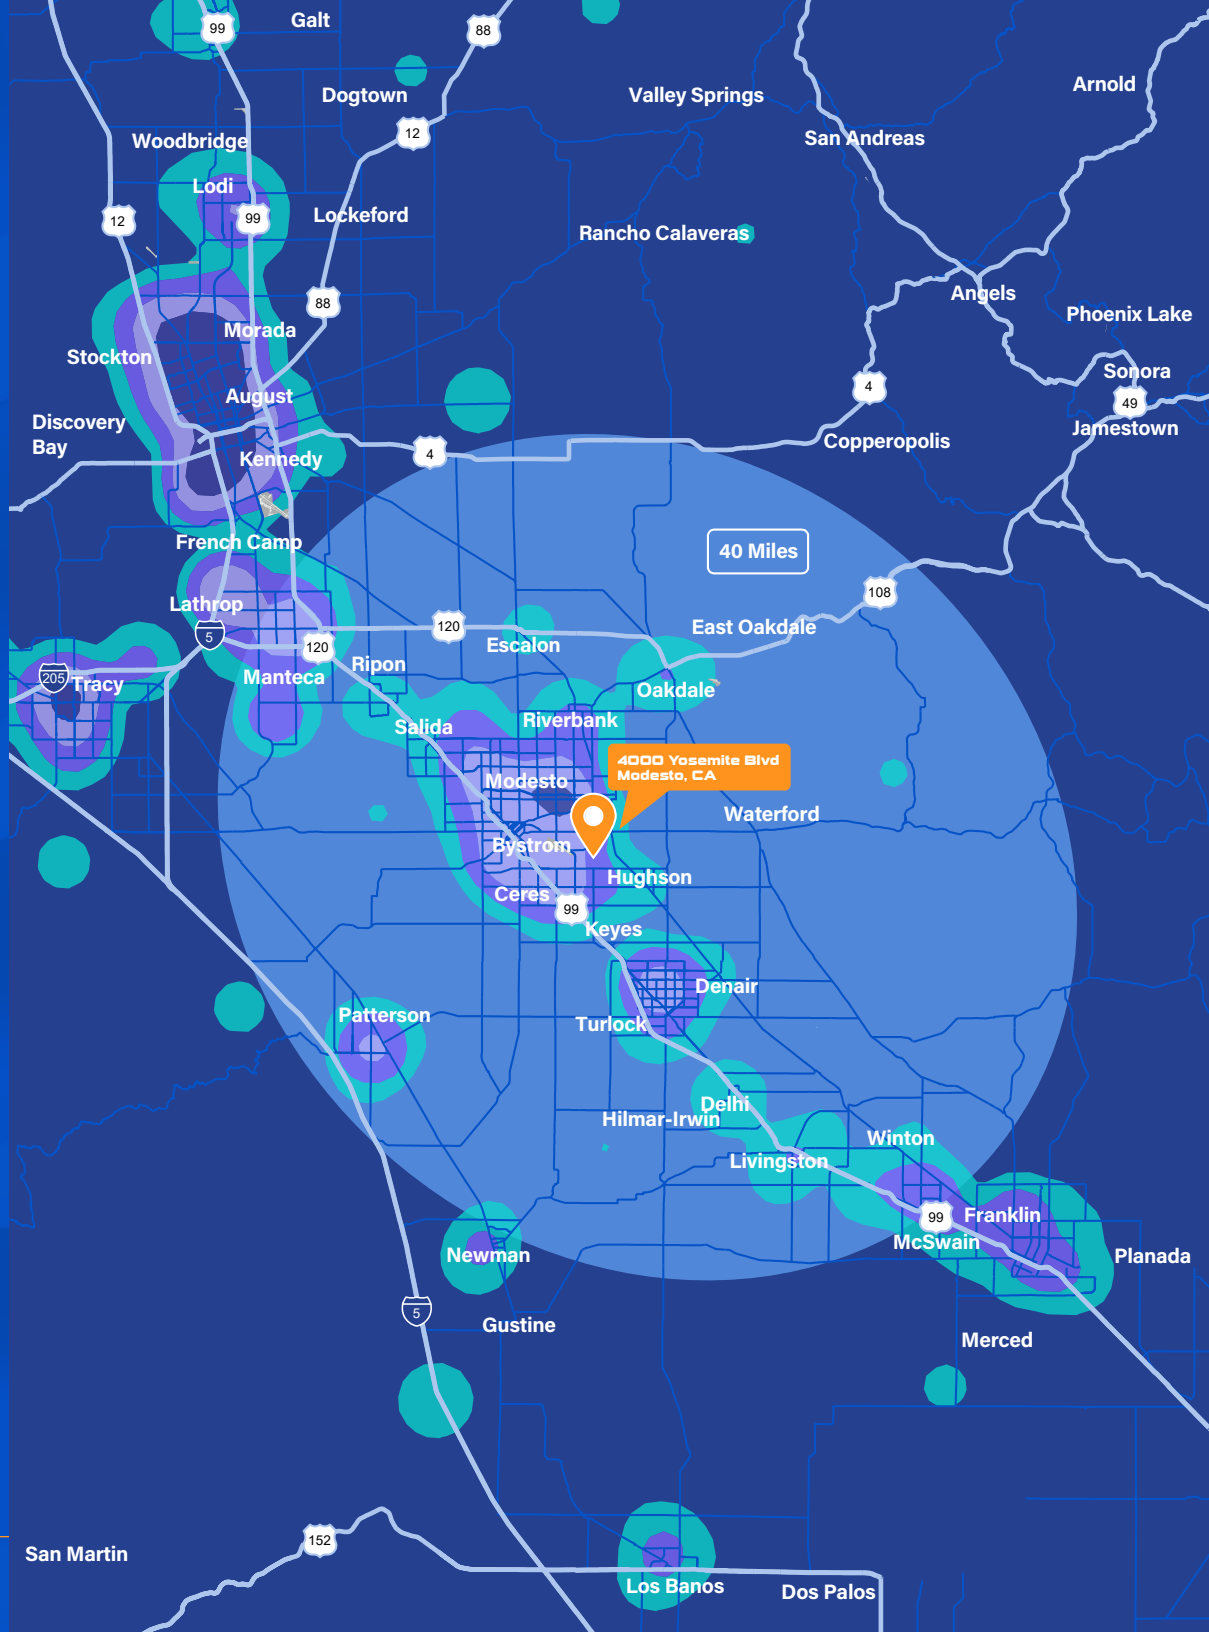 99
Galt
88
Dogtown
Valley Springs
Arnold
12
San Andreas
Woodbridge
Lodi
12
99
Lockeford
Rancho Calaveras
88
Angels
Phoenix Lake
Morada
Stockton
Sonora
4
49
August
Discovery
Bay
Jamestown
Copperopolis
4
Kennedy
French Camp
40 Miles
108
Lathrop
5
120
East Oakdale
120
Escalon
Ripon
205
Tracy
Manteca
Oakdale
Salida
Riverbank
4000 Yosemite Blvd
Modesto, CA
Modesto
Waterford
Bystrom
Hughson
Ceres
99
Keyes
Denair
Patterson
Turlock
Delhi
Hilmar-Irwin
Winton
Livingston
99
Franklin
McSwain
Newman
Planada
5
Gustine
Merced
152
San Martin
Los Banos
Dos Palos